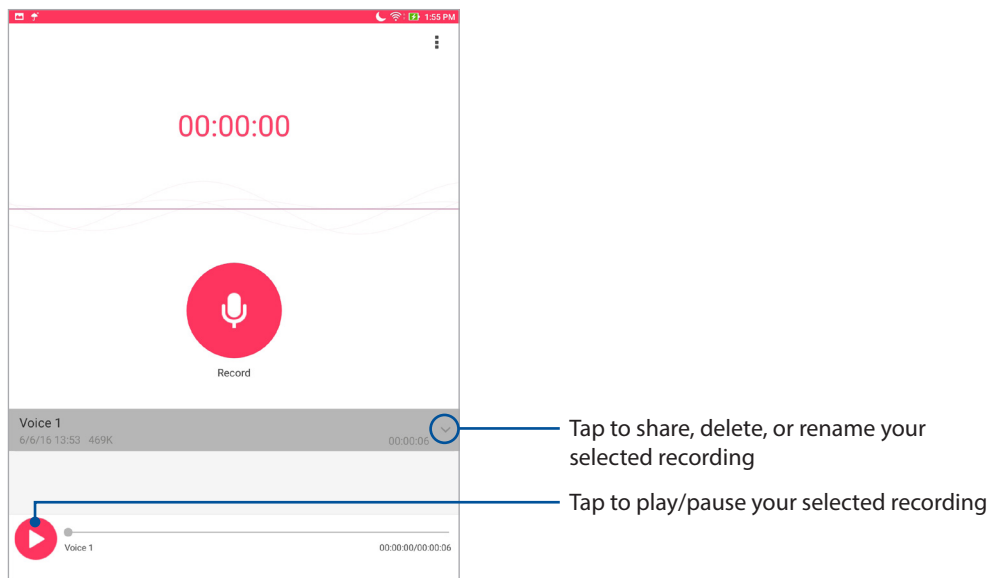 1:55 PM
00:00:00
Record
Voice 1
6/6/16 13:53 469K 00:00:06
Tap to share, delete, or rename your
selected recording
Tap to play/pause your selected recording
Voice 1 00:00:00/00:00:06